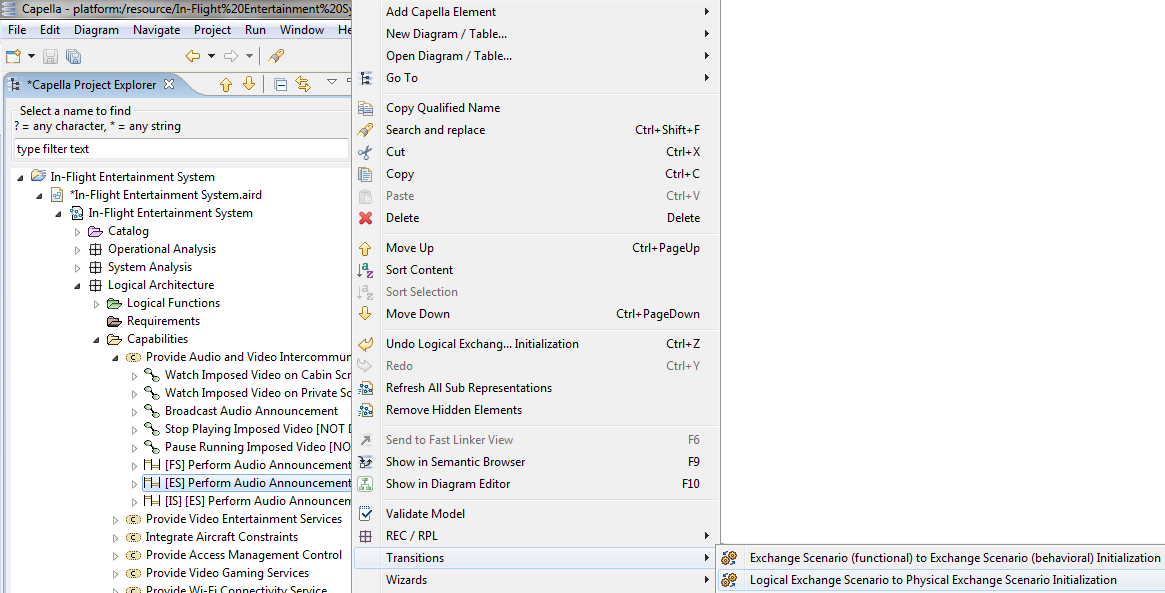 Capella - platform:/resource/In-Flight%20Entertainment%20Sy
File Edit Diagram Navigate Project Run Window He
*Capella Project Explorer
Select a name to find
? = any character, * = any string
type filter text
In-Flight Entertainment System
*In-Flight Entertainment System.aird
In-Flight Entertainment System
Catalog
Operational Analysis
System Analysis
Logical Architecture
Logical Functions
Requirements
Capabilities
Provide Audio and Video Intercommun
Watch Imposed Video on Cabin Scr
Watch Imposed Video on Private Sc
Broadcast Audio Announcement
Stop Playing Imposed Video [NOT D
Pause Running Imposed Video [NO
[FS] Perform Audio Announcement
[ES] Perform Audio Announcement
[IS] [ES] Perform Audio Announcem
Provide Video Entertainment Services
Integrate Aircraft Constraints
Provide Access Management Control
Provide Video Gaming Services
Provide Wi-Fi Connectivity Service
Add Capella Element
New Diagram / Table...
Open Diagram / Table...
Go To
Copy Qualified Name
Search and replace Ctrl+Shift+F
Cut Ctrl+X
Copy Ctrl+C
Paste Ctrl+V
Delete Delete
Move Up Ctrl+PageUp
Sort Content
Sort Selection
Move Down Ctrl+PageDown
Undo Logical Exchang... Initialization Ctrl+Z
Redo Ctrl+Y
Refresh All Sub Representations
Remove Hidden Elements
Send to Fast Linker View F6
Show in Semantic Browser F9
Show in Diagram Editor F10
Validate Model
REC / RPL
Transitions
Wizards
Exchange Scenario (functional) to Exchange Scenario (behavioral) Initialization
Logical Exchange Scenario to Physical Exchange Scenario Initialization